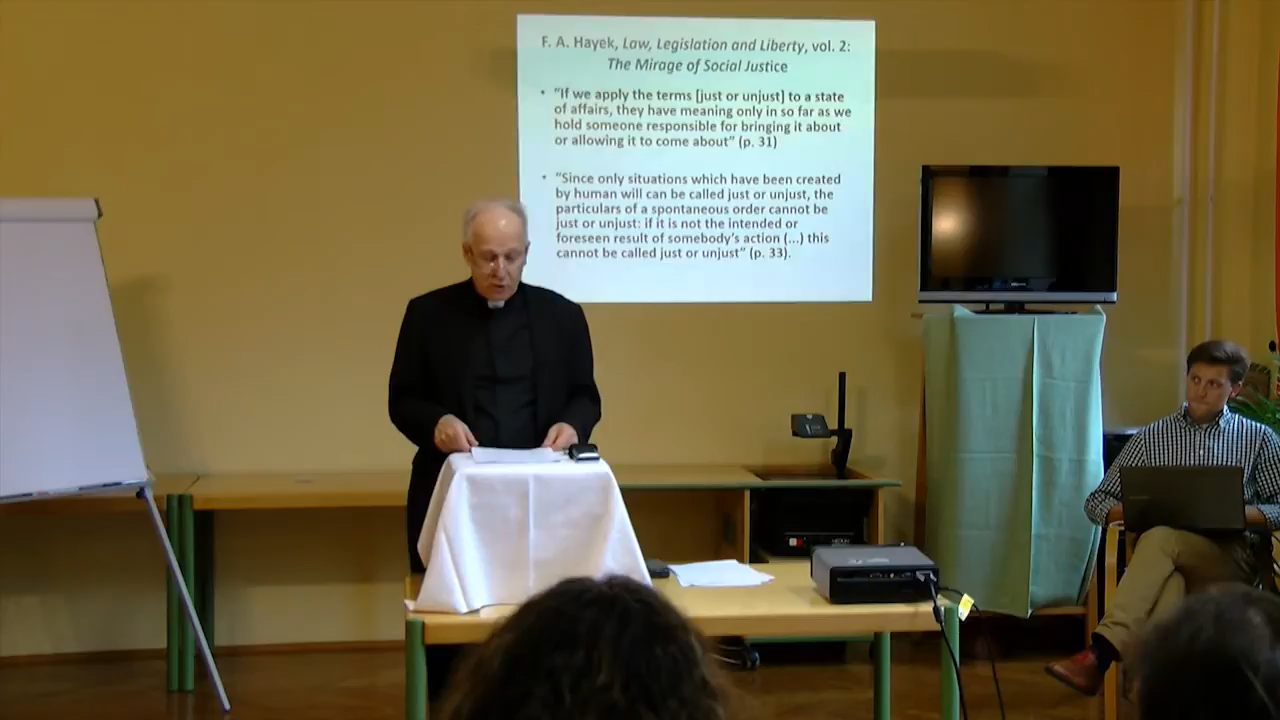 F. A. Hayek, Law, Legislation and Liberty, vol. 2:
The Mirage of Social Justice
• “If we apply the terms [just or unjust] to a state
of affairs, they have meaning only in so far as we
hold someone responsible for bringing it about
or allowing it to come about” (p. 31)
• “Since only situations which have been created
by human will can be called just or unjust, the
particulars of a spontaneous order cannot be
just or unjust: if it is not the intended or
foreseen result of somebody’s action (...) this
cannot be called just or unjust” (p. 33).